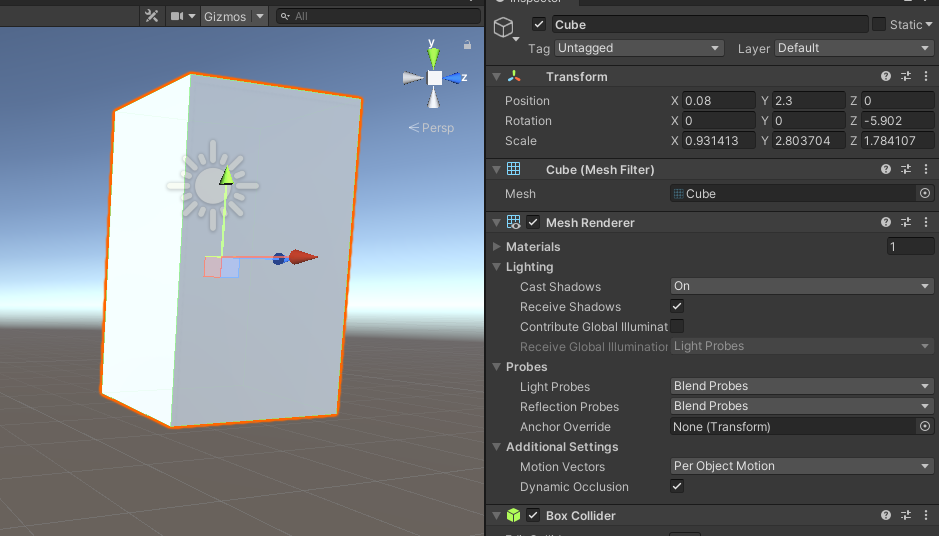 Inspector
Gizmos
All
Cube
Static
Tag Untagged Layer Default
y
z
Persp
Transform
Position X 0.08 Y 2.3 Z 0
Rotation X 0 Y 0 Z -5.902
Scale X 0.931413 Y 2.803704 Z 1.784107
Cube (Mesh Filter)
Mesh Cube
Mesh Renderer
Materials 1
Lighting
Cast Shadows On
Receive Shadows
Contribute Global Illuminat
Receive Global Illumination Light Probes
Probes
Light Probes Blend Probes
Reflection Probes Blend Probes
Anchor Override None (Transform)
Additional Settings
Motion Vectors Per Object Motion
Dynamic Occlusion
Box Collider